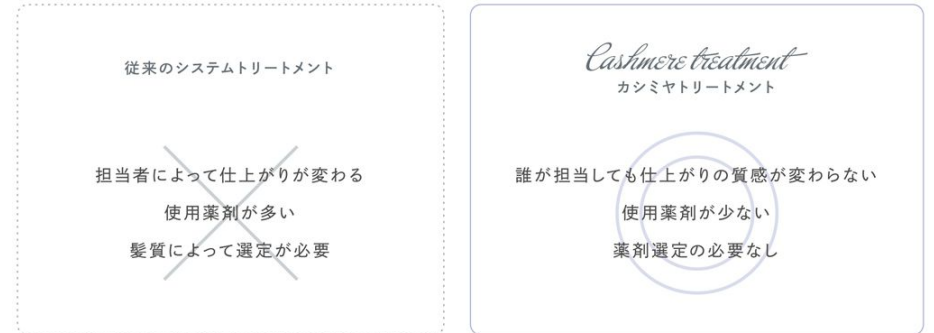 従来のシステムトリートメント
担当者によって仕上がりが変わる
使用薬剤が多い
髪質によって選定が必要
Cashmere treatment
カシミヤトリートメント
誰が担当しても仕上がりの質感が変わらない
使用薬剤が少ない
薬剤選定の必要なし